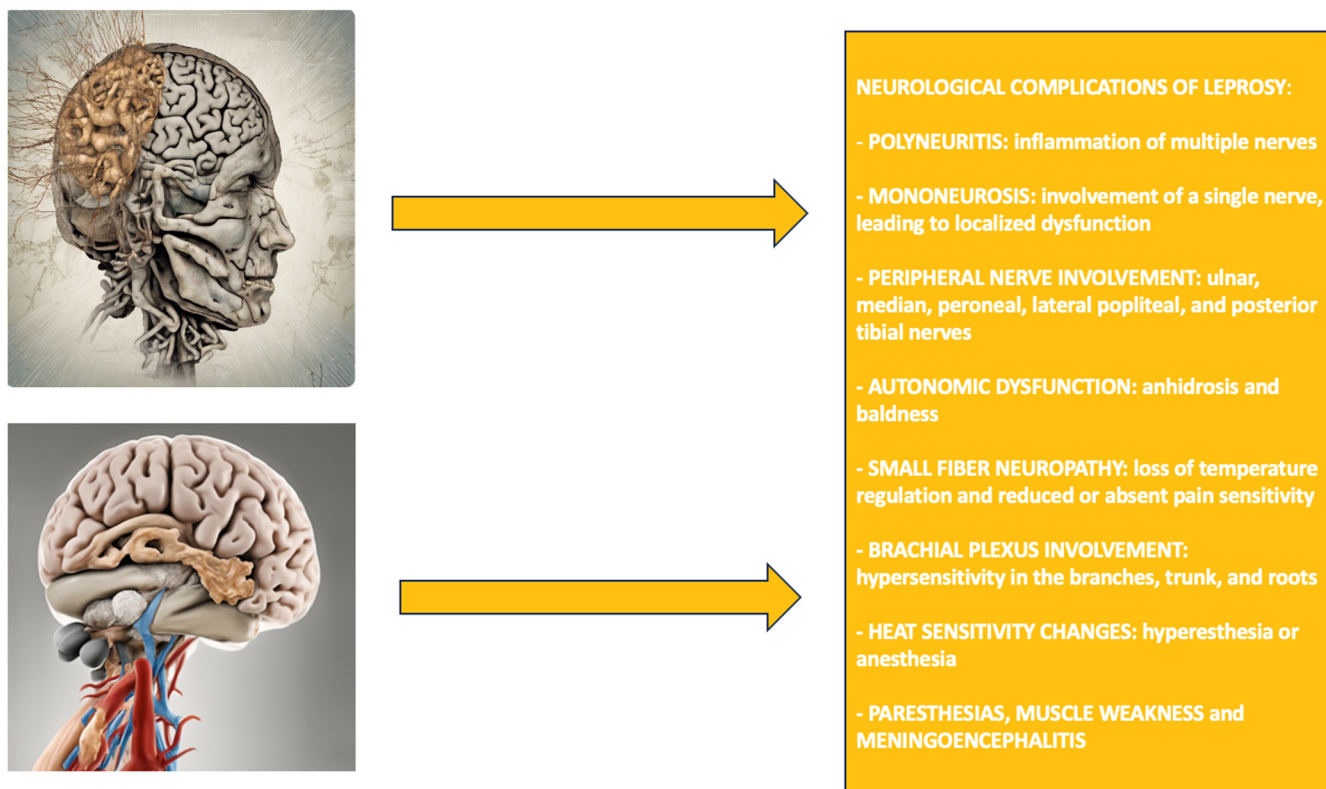 NEUROLOGICAL COMPLICATIONS OF LEPROSY:
- POLYNEURITIS: inflammation of multiple nerves
- MONONEUROSIS: involvement of a single nerve,
leading to localized dysfunction
- PERIPHERAL NERVE INVOLVEMENT: ulnar,
median, peroneal, lateral popliteal, and posterior
tibial nerves
- AUTONOMIC DYSFUNCTION: anhidrosis and
baldness
- SMALL FIBER NEUROPATHY: loss of temperature
regulation and reduced or absent pain sensitivity
- BRACHIAL PLEXUS INVOLVEMENT:
hypersensitivity in the branches, trunk, and roots
- HEAT SENSITIVITY CHANGES: hyperesthesia or
anesthesia
- PARESTHESIAS, MUSCLE WEAKNESS and
MENINGOENCEPHALITIS